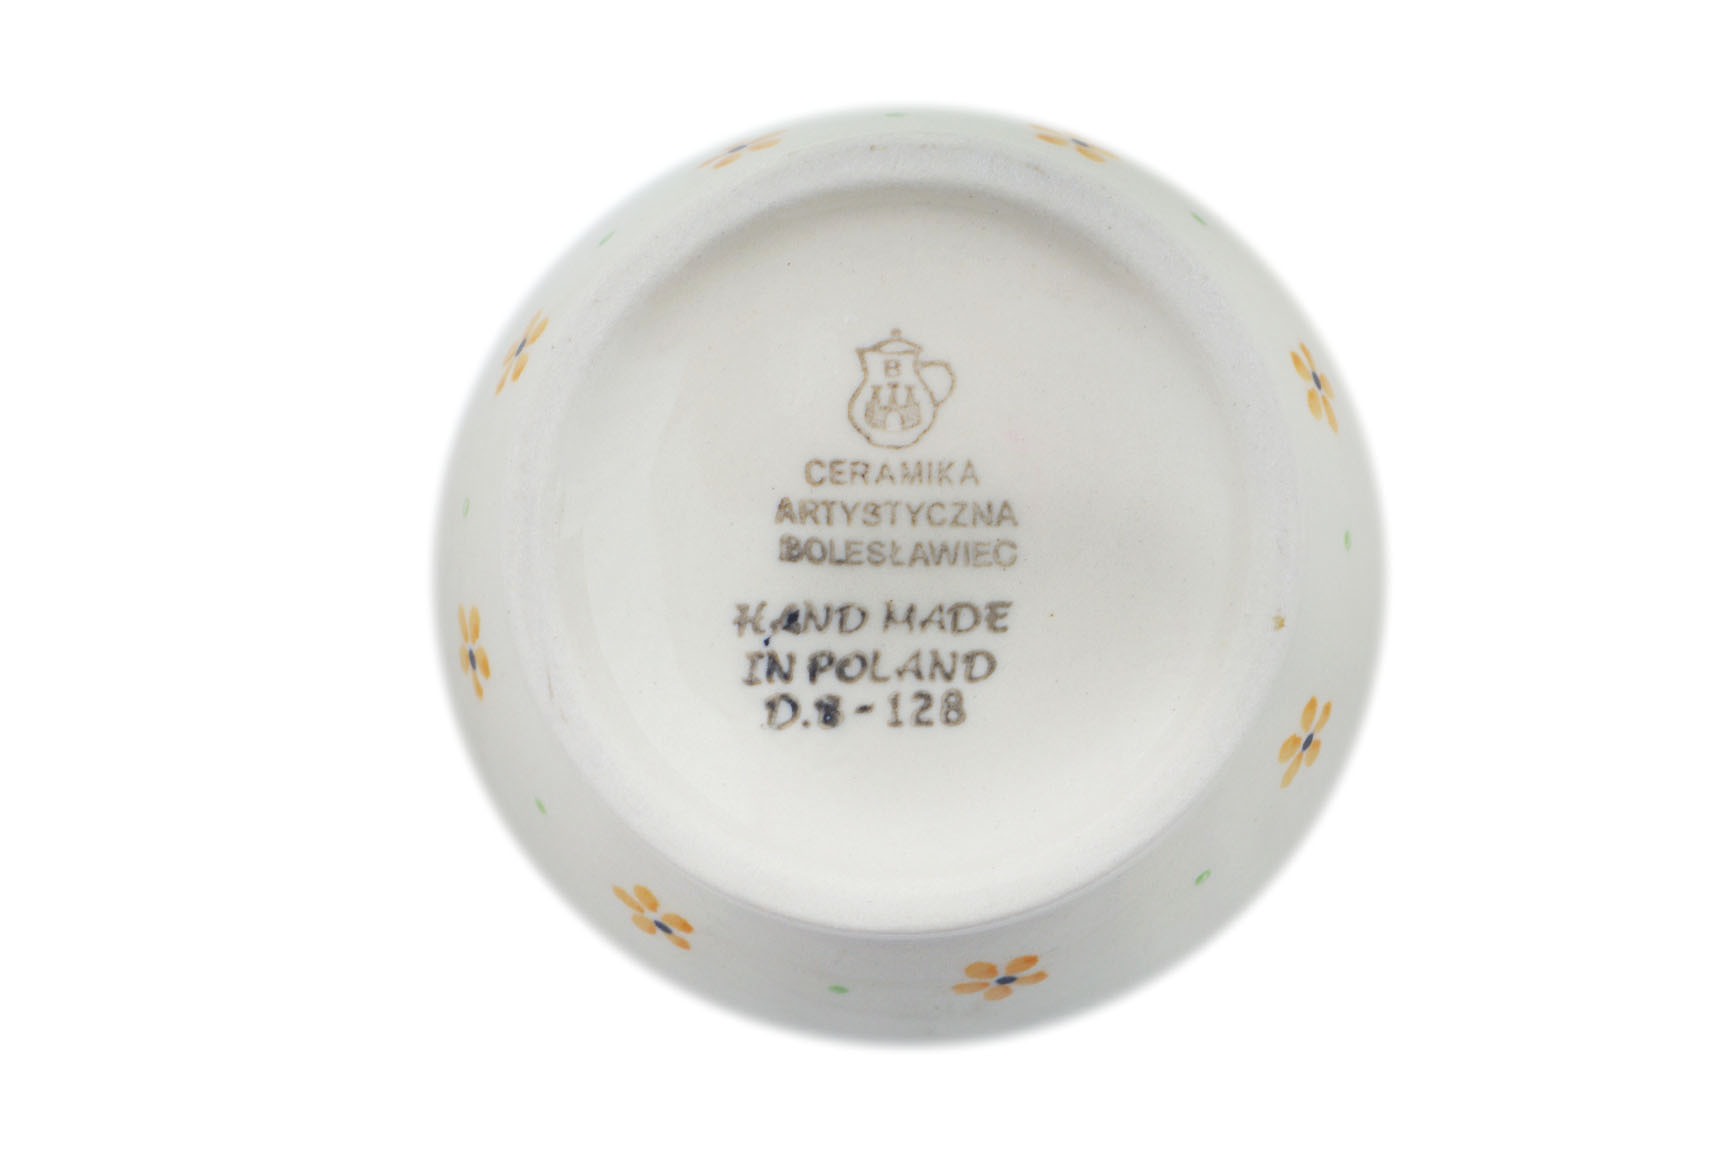 B
CERAMIKA
ARTYSTYCZNA
BOLESŁAWIEC
HAND MADE
IN POLAND
D.8-128